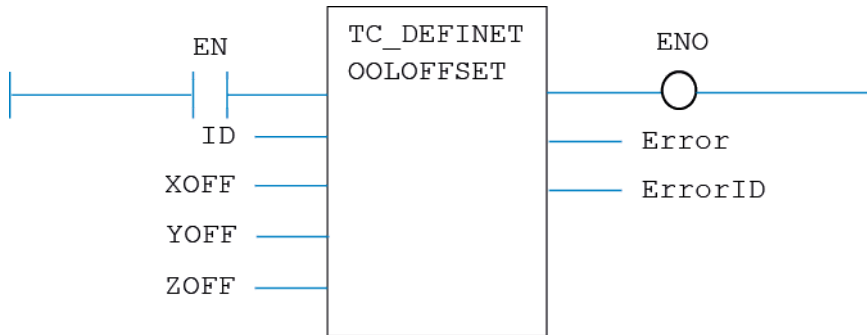 EN
TC_DEFINET
OOLOFFSET
ENO
ID
Error
XOFF
ErrorID
YOFF
ZOFF